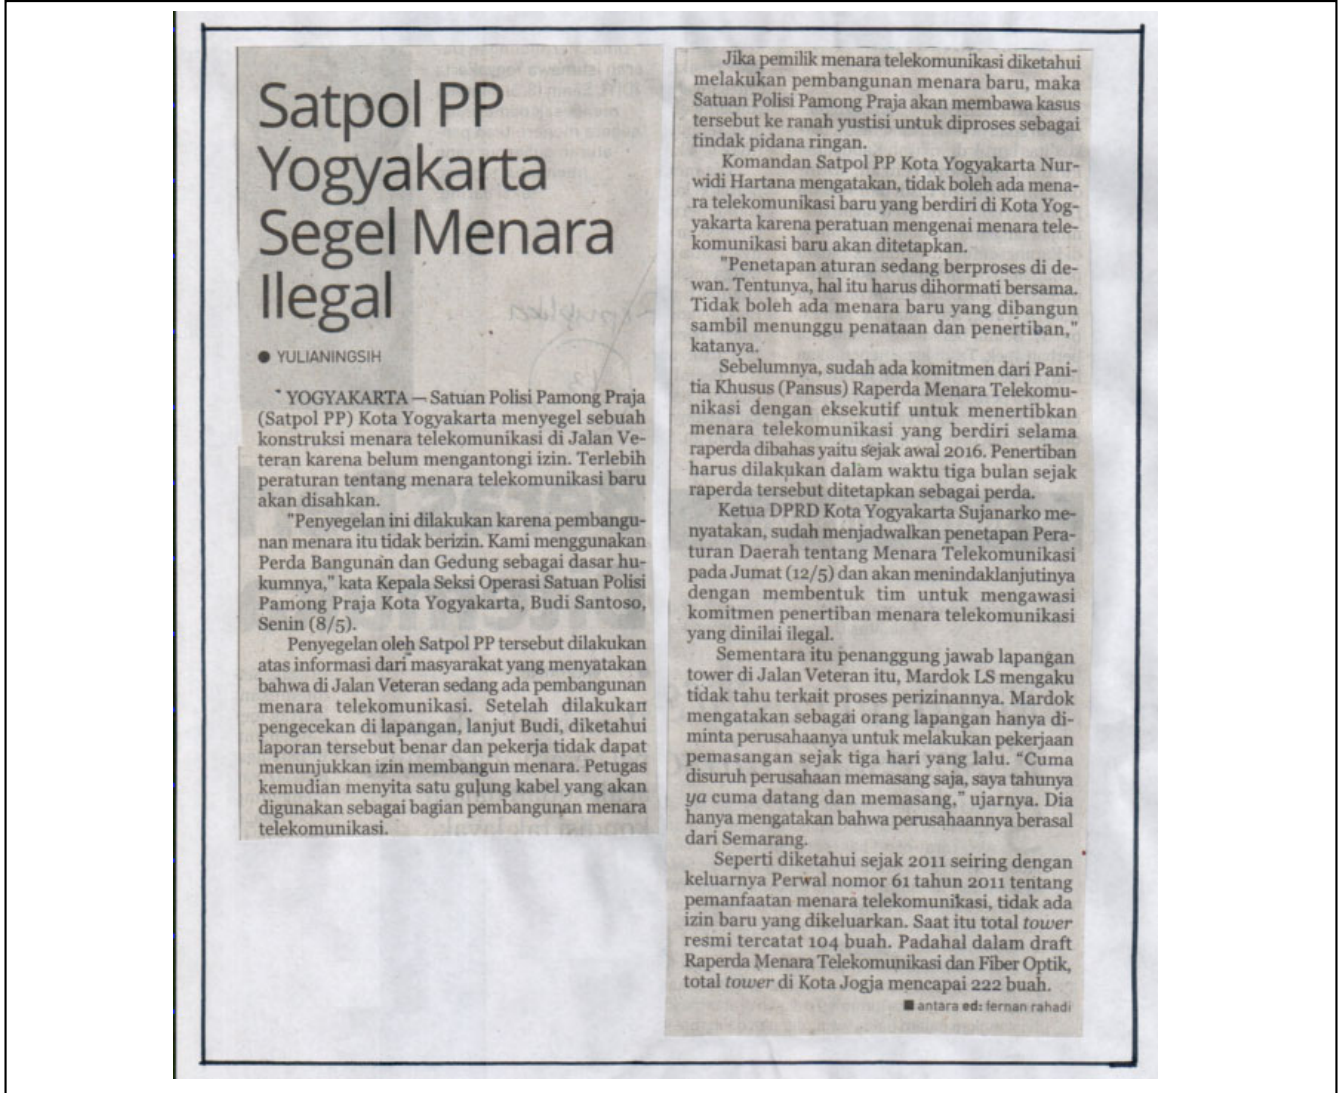 Satpol PP
Yogyakarta
Segel Menara
Ilegal
● YULIANINGSIH
YOGYAKARTA — Satuan Polisi Pamong Praja
(Satpol PP) Kota Yogyakarta menyegel sebuah
konstruksi menara telekomunikasi di Jalan Ve-
teran karena belum mengantongi izin. Terlebih
peraturan tentang menara telekomunikasi baru
akan disahkan.
"Penyegelan ini dilakukan karena pembangu-
nan menara itu tidak berizin. Kami menggunakan
Perda Bangunan dan Gedung sebagai dasar hu-
kumnya," kata Kepala Seksi Operasi Satuan Polisi
Pamong Praja Kota Yogyakarta, Budi Santoso,
Senin (8/5).
Penyegelan oleh Satpol PP tersebut dilakukan
atas informasi dari masyarakat yang menyatakan
bahwa di Jalan Veteran sedang ada pembangunan
menara telekomunikasi. Setelah dilakukan
pengecekan di lapangan, lanjut Budi, diketahui
laporan tersebut benar dan pekerja tidak dapat
menunjukkan izin membangun menara. Petugas
kemudian menyita satu gulung kabel yang akan
digunakan sebagai bagian pembangunan menara
telekomunikasi.
Jika pemilik menara telekomunikasi diketahui
melakukan pembangunan menara baru, maka
Satuan Polisi Pamong Praja akan membawa kasus
tersebut ke ranah yustisi untuk diproses sebagai
tindak pidana ringan.
Komandan Satpol PP Kota Yogyakarta Nur-
widi Hartana mengatakan, tidak boleh ada mena-
ra telekomunikasi baru yang berdiri di Kota Yog-
yakarta karena peratuan mengenai menara tele-
komunikasi baru akan ditetapkan.
"Penetapan aturan sedang berproses di de-
wan. Tentunya, hal itu harus dihormati bersama.
Tidak boleh ada menara baru yang dibangun
sambil menunggu penataan dan penertiban,"
katanya.
Sebelumnya, sudah ada komitmen dari Pani-
tia Khusus (Pansus) Raperda Menara Telekomu-
nikasi dengan eksekutif untuk menertibkan
menara telekomunikasi yang berdiri selama
raperda dibahas yaitu sejak awal 2016. Penertiban
harus dilakukan dalam waktu tiga bulan sejak
raperda tersebut ditetapkan sebagai perda.
Ketua DPRD Kota Yogyakarta Sujanarko me-
nyatakan, sudah menjadwalkan penetapan Pera-
turan Daerah tentang Menara Telekomunikasi
pada Jumat (12/5) dan akan menindaklanjutinya
dengan membentuk tim untuk mengawasi
komitmen penertiban menara telekomunikasi
yang dinilai ilegal.
Sementara itu penanggung jawab lapangan
tower di Jalan Veteran itu, Mardok LS mengaku
tidak tahu terkait proses perizinannya. Mardok
mengatakan sebagai orang lapangan hanya di-
minta perusahaanya untuk melakukan pekerjaan
pemasangan sejak tiga hari yang lalu. "Cuma
disuruh perusahaan memasang saja, saya tahunya
ya cuma datang dan memasang," ujarnya. Dia
hanya mengatakan bahwa perusahaannya berasal
dari Semarang.
Seperti diketahui sejak 2011 seiring dengan
keluarnya Perwal nomor 61 tahun 2011 tentang
pemanfaatan menara telekomunikasi, tidak ada
izin baru yang dikeluarkan. Saat itu total tower
resmi tercatat 104 buah. Padahal dalam draft
Raperda Menara Telekomunikasi dan Fiber Optik,
total tower di Kota Jogja mencapai 222 buah.
■ antara ed: fernan rahadi